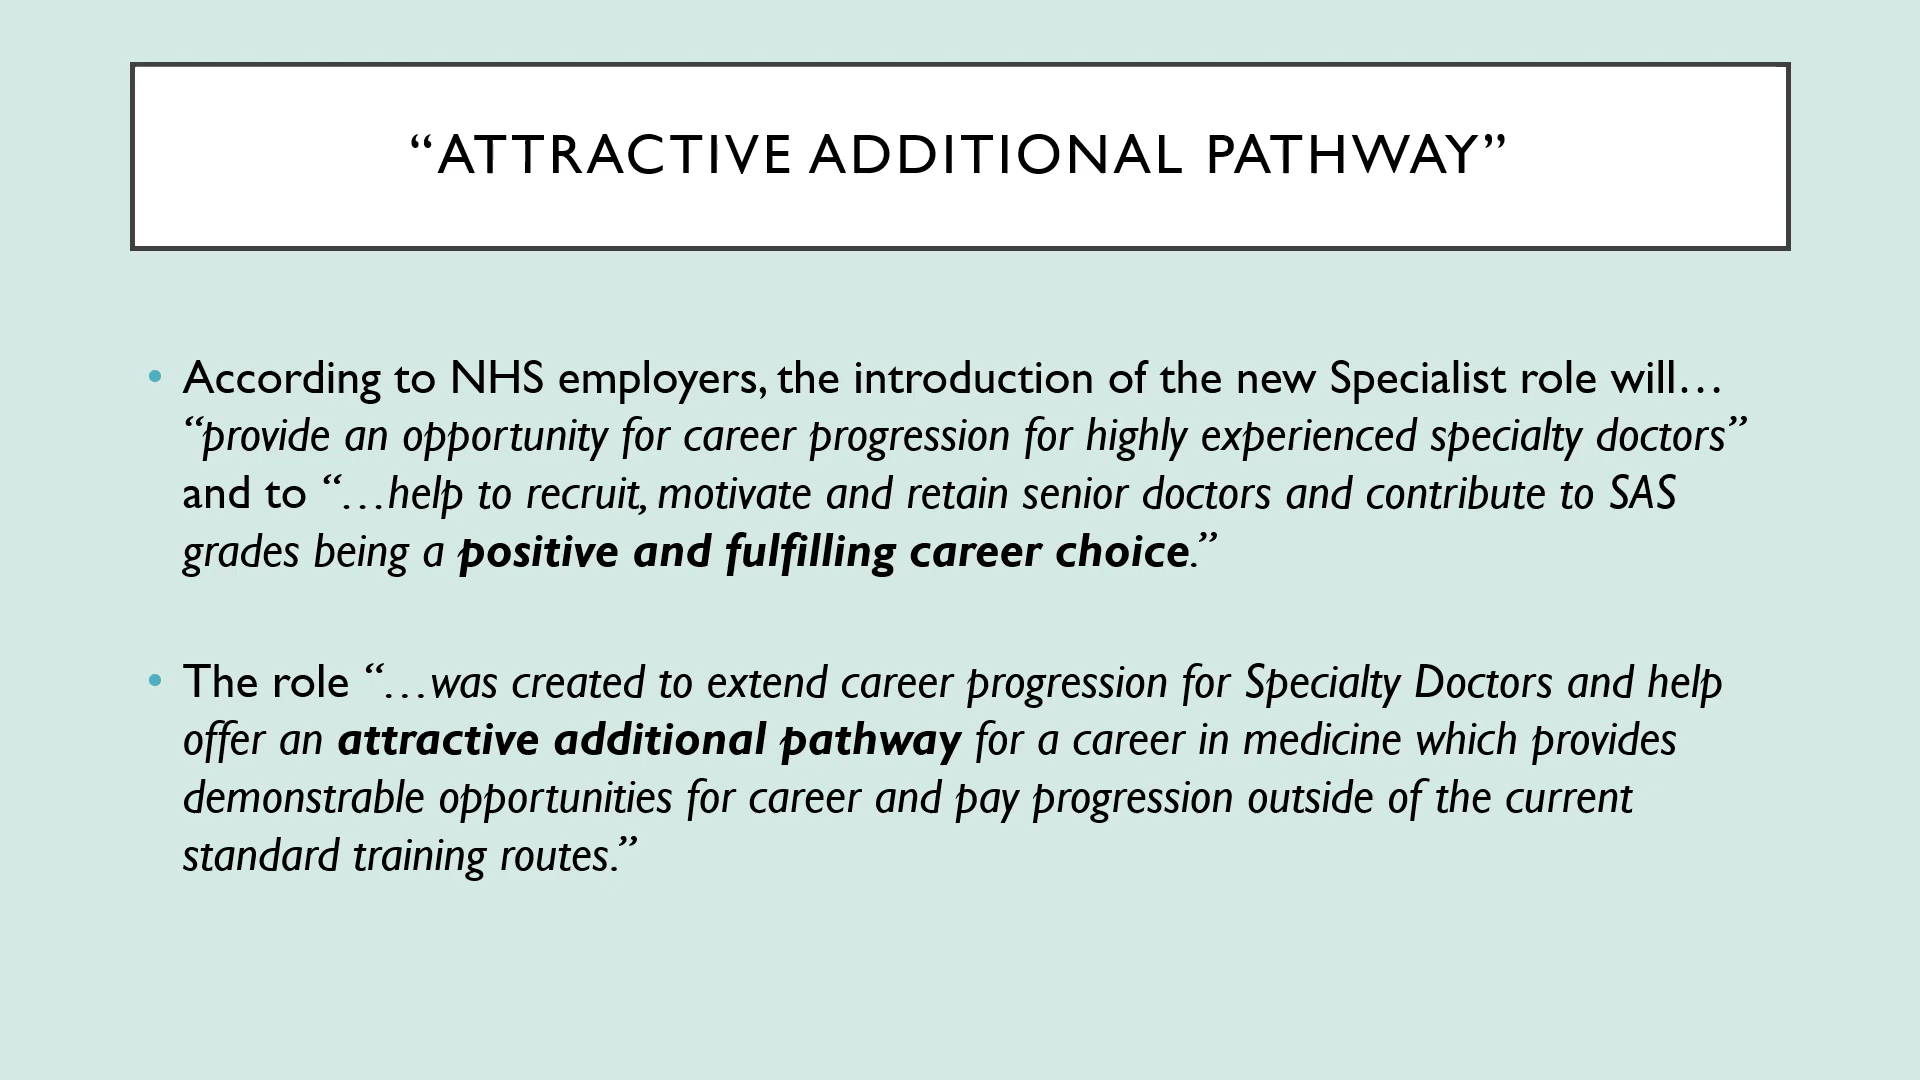 “ATTRACTIVE ADDITIONAL PATHWAY”
• According to NHS employers, the introduction of the new Specialist role will…
“provide an opportunity for career progression for highly experienced specialty doctors”
and to “…help to recruit, motivate and retain senior doctors and contribute to SAS
grades being a positive and fulfilling career choice.”
• The role “…was created to extend career progression for Specialty Doctors and help
offer an attractive additional pathway for a career in medicine which provides
demonstrable opportunities for career and pay progression outside of the current
standard training routes.”